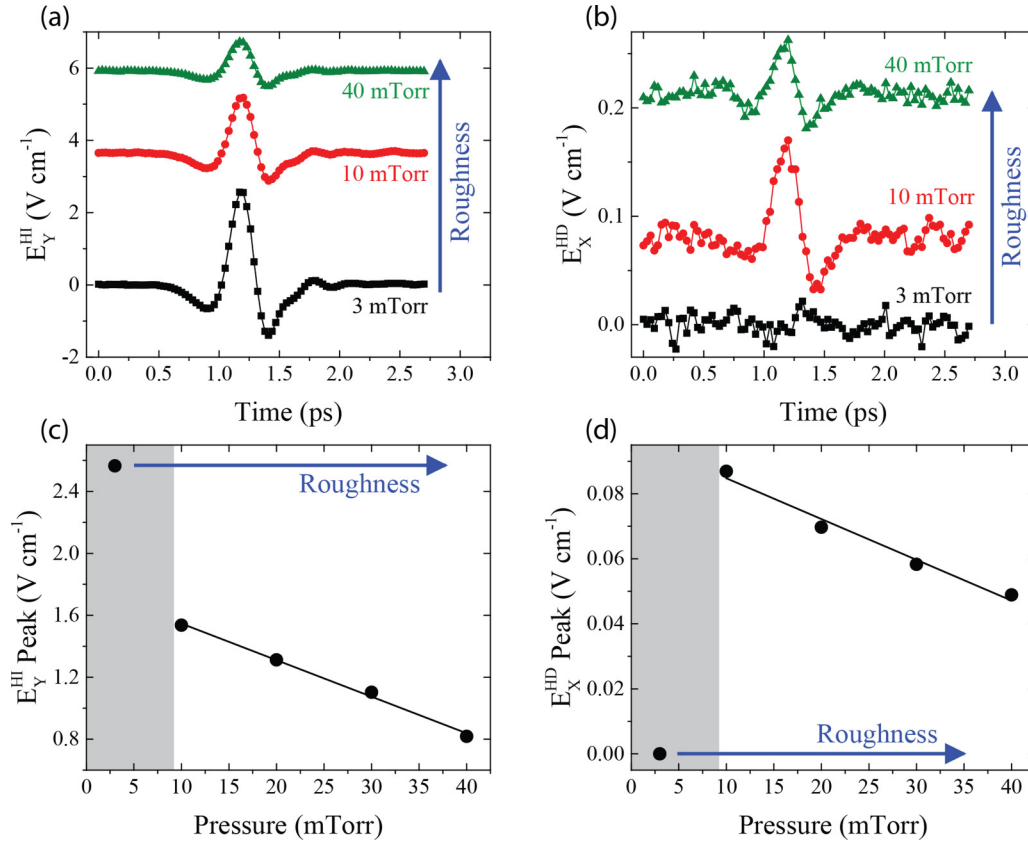 (a)
E_Y^HI (V cm^-1)
6
4
2
0
-2
40 mTorr
10 mTorr
3 mTorr
Roughness
0.0 0.5 1.0 1.5 2.0 2.5 3.0
Time (ps)
(b)
E_X^HD (V cm^-1)
0.2
0.1
0.0
40 mTorr
10 mTorr
3 mTorr
Roughness
0.0 0.5 1.0 1.5 2.0 2.5 3.0
Time (ps)
(c)
E_Y^HI Peak (V cm^-1)
2.4
2.0
1.6
1.2
0.8
Roughness
0 5 10 15 20 25 30 35 40
Pressure (mTorr)
(d)
E_X^HD Peak (V cm^-1)
0.08
0.06
0.04
0.02
0.00
Roughness
0 5 10 15 20 25 30 35 40
Pressure (mTorr)